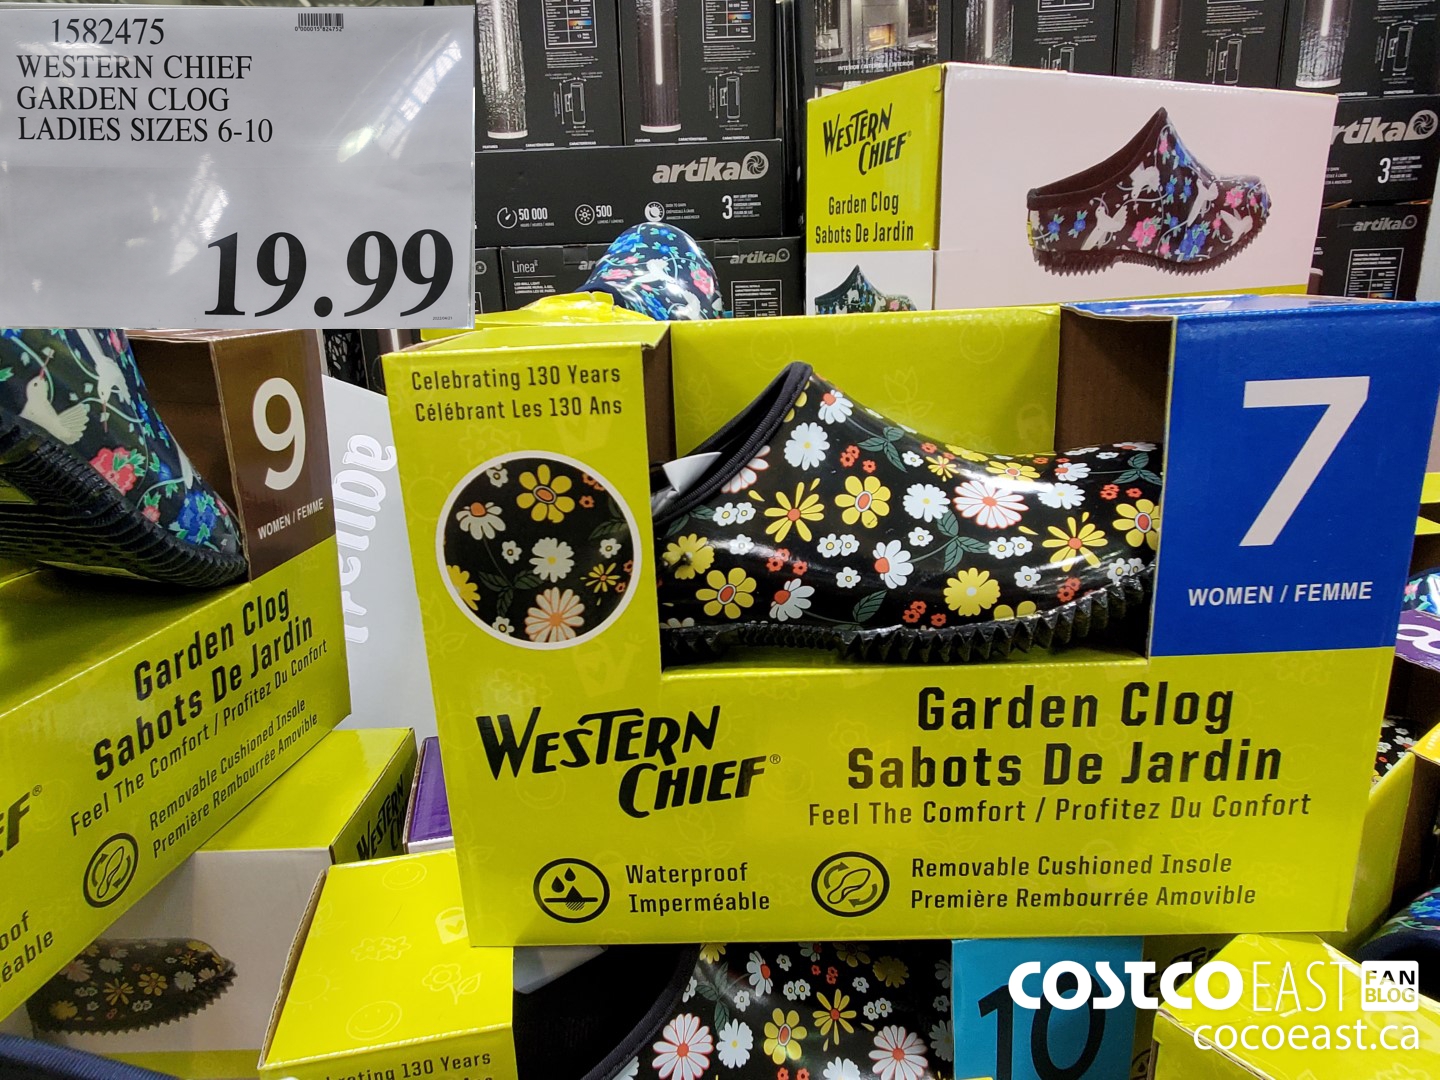 1582475
WESTERN CHIEF
GARDEN CLOG
LADIES SIZES 6-10
19.99
artika
50 000
500
3
Linea
artika
WESTERN
CHIEF
Garden Clog
Sabots De Jardin
artika
3
artika
9
WOMEN / FEMME
Garden Clog
Sabots De Jardin
Feel The Comfort / Profitez Du Confort
Removable Cushioned Insole
Première Rembourrée Amovible
Celebrating 130 Years
Célébrant Les 130 Ans
7
WOMEN / FEMME
WESTERN
CHIEF®
Garden Clog
Sabots De Jardin
Feel The Comfort / Profitez Du Confort
Waterproof
Imperméable
Removable Cushioned Insole
Première Rembourrée Amovible
10
130 Years
COSTCO EAST FAN BLOG
cocoeast.ca